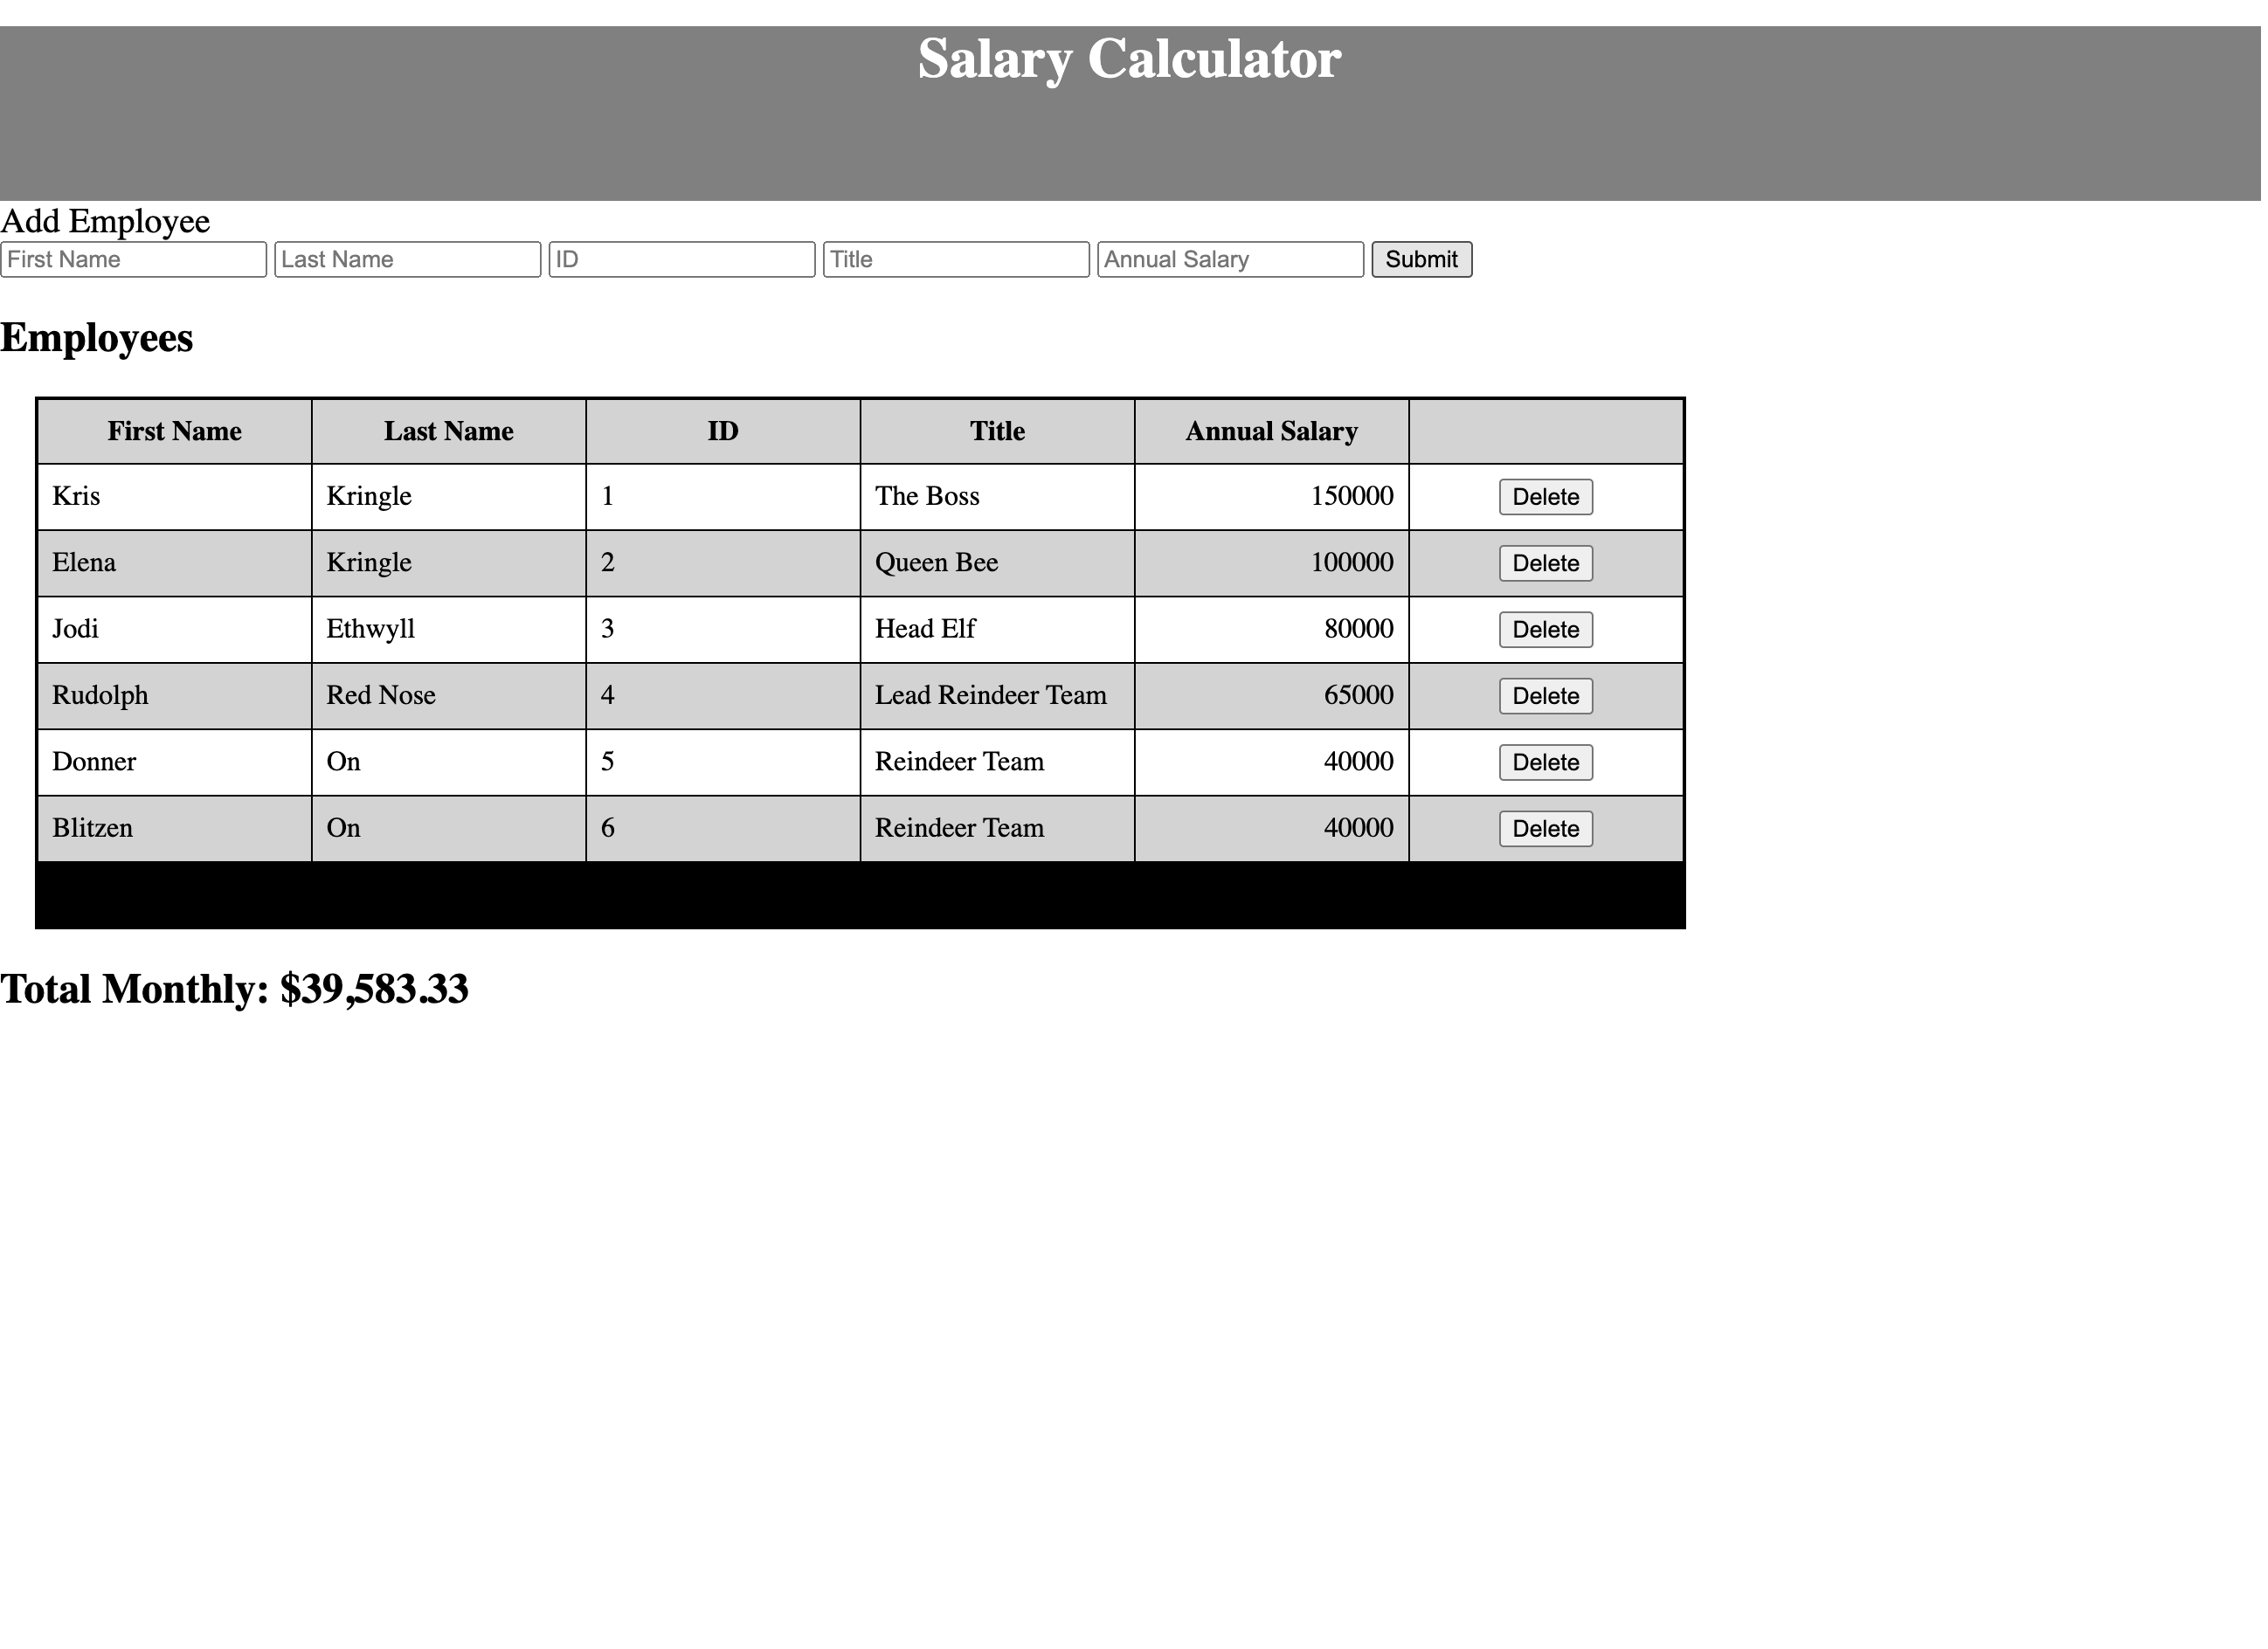 Salary Calculator
Add Employee
First Name Last Name ID Title Annual Salary Submit
Employees
First Name Last Name ID Title Annual Salary
Kris Kringle 1 The Boss 150000 Delete
Elena Kringle 2 Queen Bee 100000 Delete
Jodi Ethwyll 3 Head Elf 80000 Delete
Rudolph Red Nose 4 Lead Reindeer Team 65000 Delete
Donner On 5 Reindeer Team 40000 Delete
Blitzen On 6 Reindeer Team 40000 Delete
Total Monthly: $39,583.33